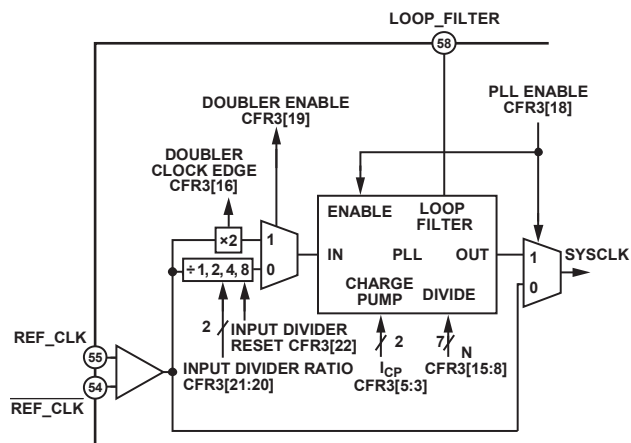 LOOP_FILTER
58
DOUBLER ENABLE
CFR3[19]
PLL ENABLE
CFR3[18]
DOUBLER
CLOCK EDGE
CFR3[16]
ENABLE
LOOP
FILTER
×2
1
0
IN
PLL
OUT
1
0
SYSCLK
÷1, 2, 4, 8
CHARGE
PUMP
DIVIDE
2
INPUT DIVIDER
RESET CFR3[22]
2
7
N
CFR3[15:8]
REF_CLK
55
INPUT DIVIDER RATIO
CFR3[21:20]
ICP
CFR3[5:3]
54
REF_CLK